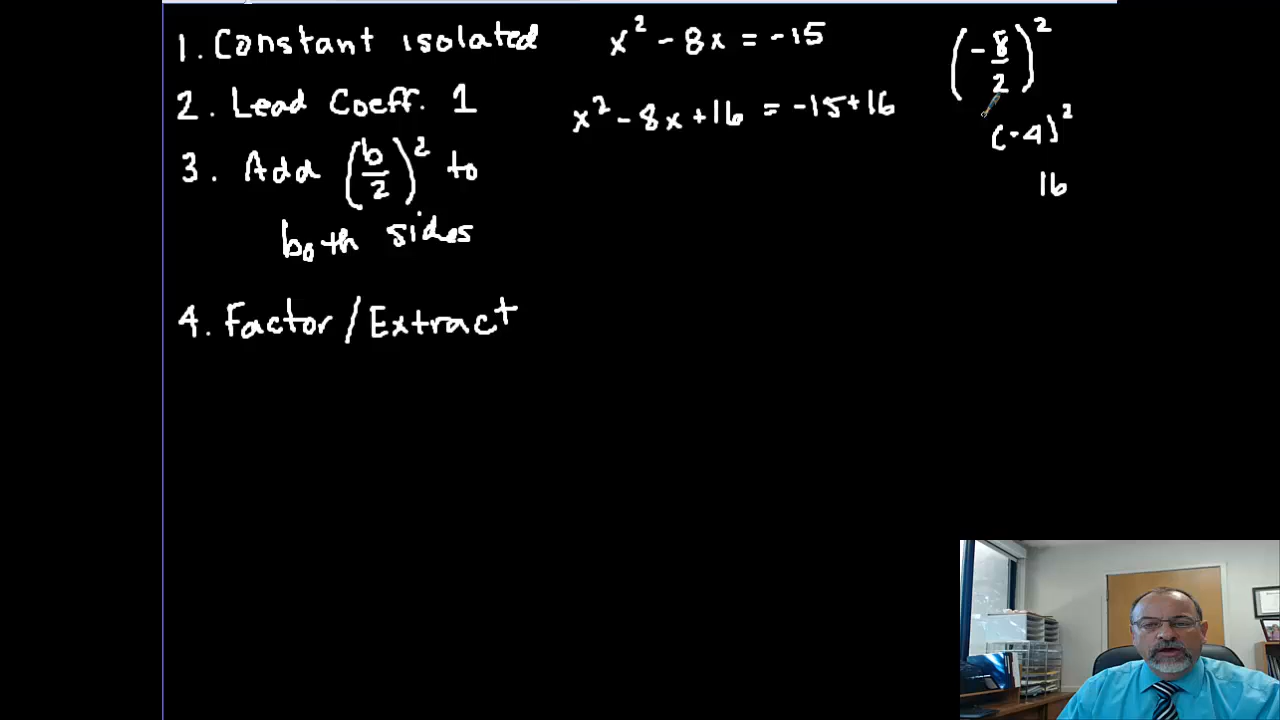 1. Constant isolated
2. Lead Coeff. 1
3. Add (b/2)² to
both sides
4. Factor/Extract
x² - 8x = -15
x² - 8x + 16 = -15 + 16
(-8/2)²
(-4)²
16